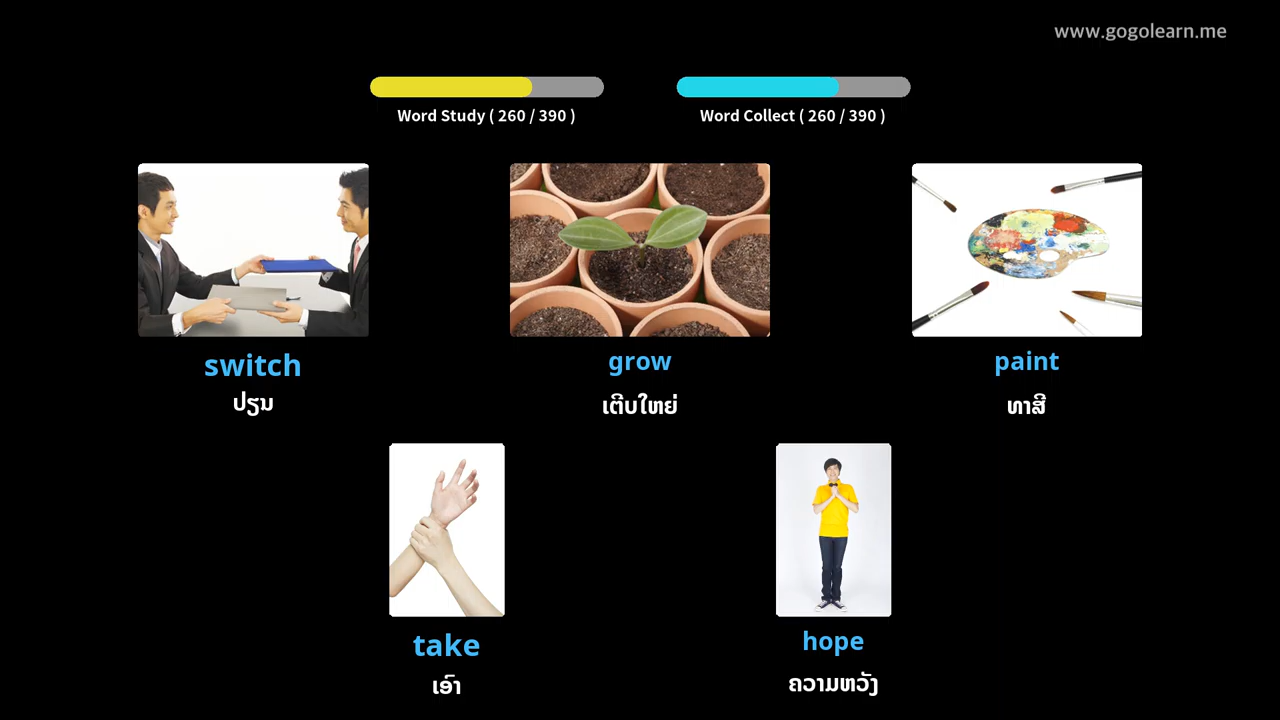 www.gogolearn.me
Word Study ( 260 / 390 )
Word Collect ( 260 / 390 )
switch
ປຽນ
grow
ເຕີບໃຫຍ່
paint
ທາສີ
take
ເອົາ
hope
ຄວາມຫວັງ